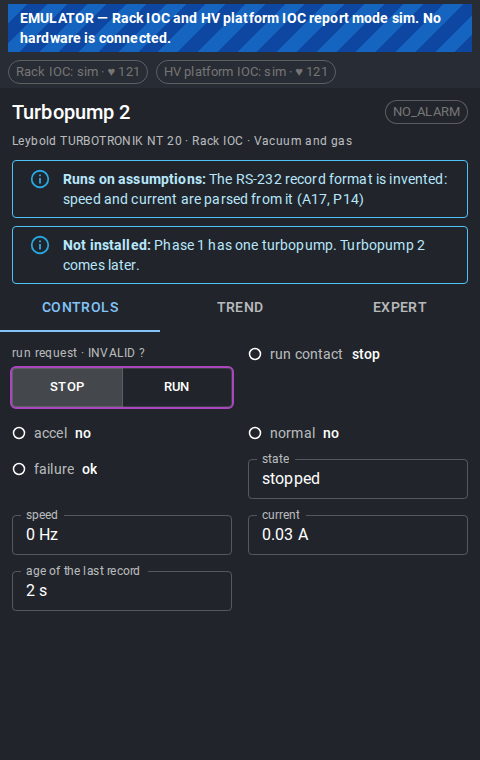 EMULATOR — Rack IOC and HV platform IOC report mode sim. No
hardware is connected.
Rack IOC: sim · ♥ 121
HV platform IOC: sim · ♥ 121
Turbopump 2
NO_ALARM
Leybold TURBOTRONIK NT 20 · Rack IOC · Vacuum and gas
Runs on assumptions: The RS-232 record format is invented:
speed and current are parsed from it (A17, P14)
Not installed: Phase 1 has one turbopump. Turbopump 2
comes later.
CONTROLS
TREND
EXPERT
run request · INVALID ?
STOP
RUN
run contact stop
accel no
normal no
failure ok
state
stopped
speed
0 Hz
current
0.03 A
age of the last record
2 s